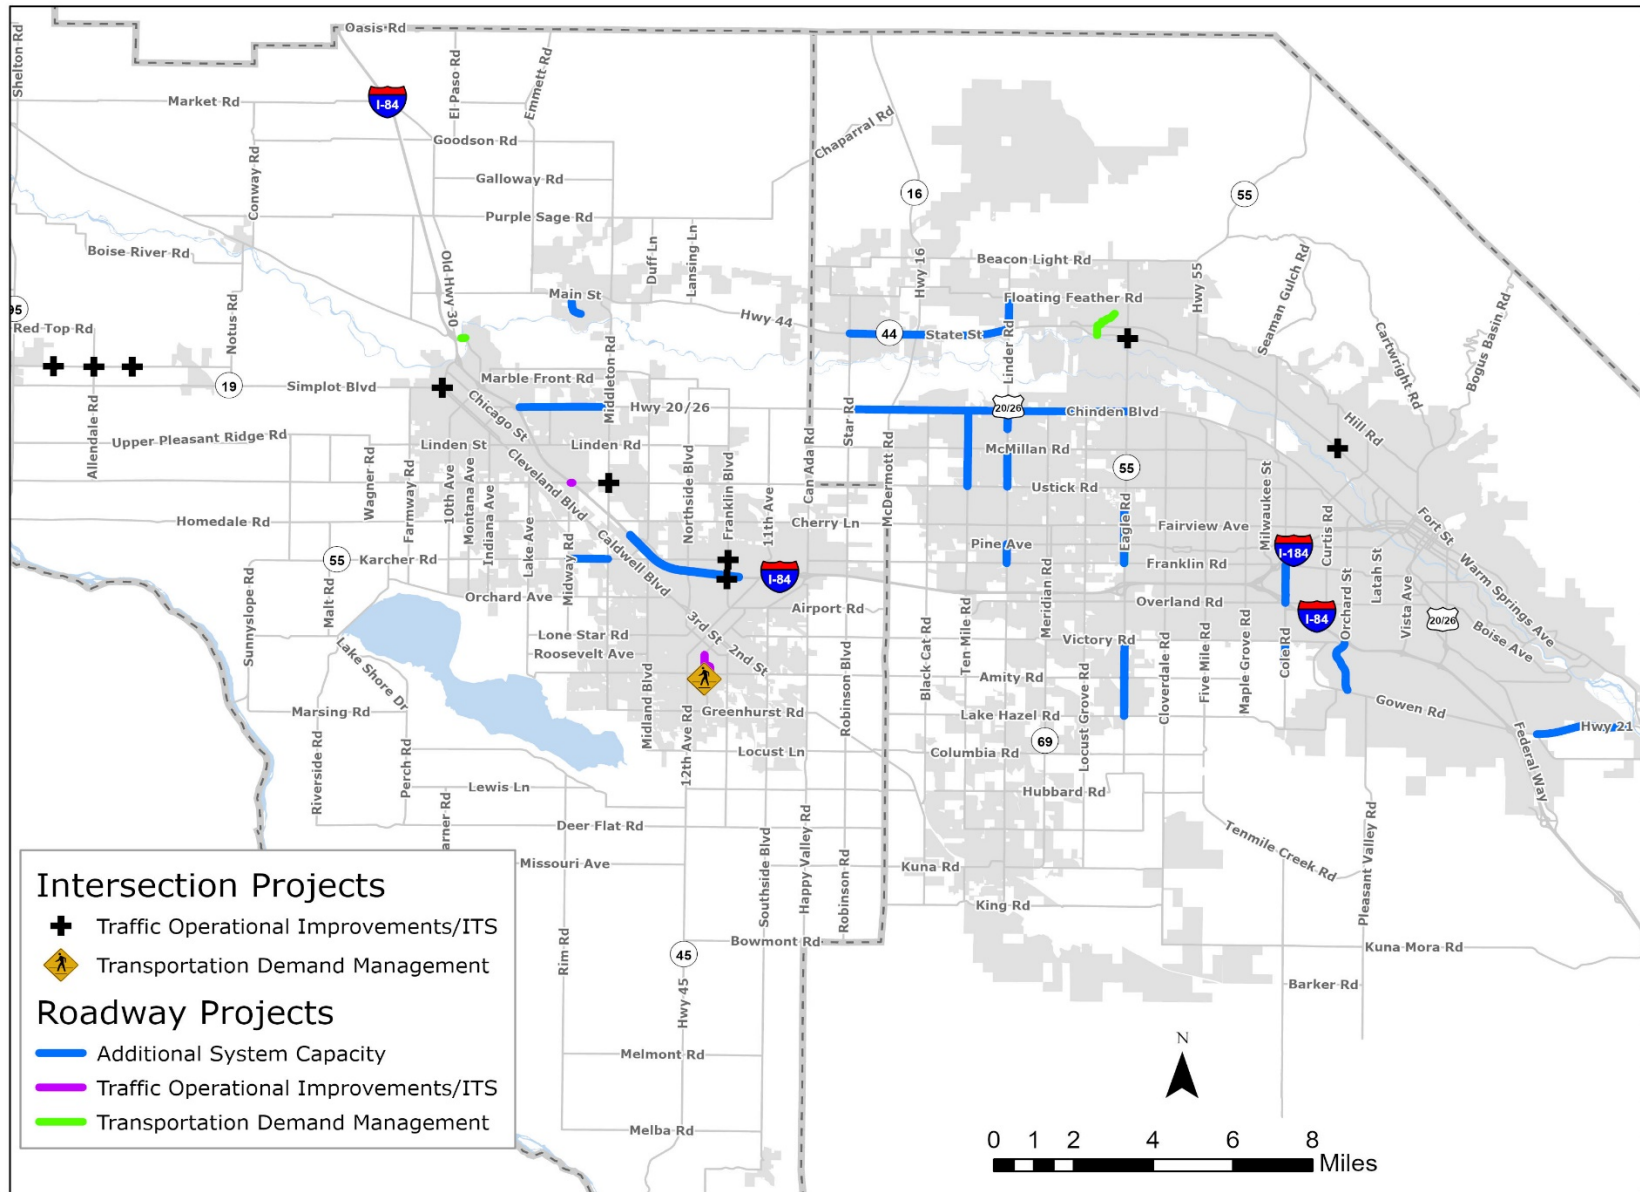 Oasis Rd
Shelton Rd
El Paso Rd
Emmett Rd
Market Rd
I-84
Goodson Rd
Chaparral Rd
Conway Rd
Galloway Rd
16
55
Purple Sage Rd
Boise River Rd
Old Hwy 30
Duff Ln
Lansing Ln
Hwy 16
Beacon Light Rd
Hwy 55
Seaman Gulch Rd
Bogus Basin Rd
95
Red Top Rd
Notus Rd
Main St
Hwy 44
44
State St
Linder Rd
Floating Feather Rd
Cartwright Rd
19
Simplot Blvd
Marble Front Rd
Middleton Rd
Allendale Rd
Chicago St
Hwy 20/26
Star Rd
20/26
Chinden Blvd
Hill Rd
Upper Pleasant Ridge Rd
Linden St
Linden Rd
McMillan Rd
Wagner Rd
Farmway Rd
10th Ave
Montana Ave
Indiana Ave
Cleveland Blvd
Northside Blvd
Franklin Blvd
11th Ave
Can Ada Rd
McDermott Rd
55
Ustick Rd
Eagle Rd
Milwaukee St
Curtis Rd
Fort St
Homedale Rd
Lake Ave
Midway Rd
Caldwell Blvd
Cherry Ln
Fairview Ave
Pine Ave
I-184
55
Karcher Rd
I-84
Franklin Rd
Latah St
Warm Springs Ave
Sunnyslope Rd
Malt Rd
Orchard Ave
Airport Rd
Overland Rd
I-84
Orchard St
Vista Ave
20/26
Boise Ave
Lone Star Rd
3rd St
Roosevelt Ave
2nd St
Meridian Rd
Victory Rd
Lake Shore Dr
Midland Blvd
Robinson Blvd
Black Cat Rd
Ten Mile Rd
Amity Rd
Locust Grove Rd
Cloverdale Rd
Five Mile Rd
Maple Grove Rd
Cole Rd
Marsing Rd
12th Ave Rd
Greenhurst Rd
Lake Hazel Rd
Gowen Rd
Hwy 21
Riverside Rd
Perch Rd
Locust Ln
Columbia Rd
69
Federal Way
Lewis Ln
Hubbard Rd
arner Rd
Deer Flat Rd
Southside Blvd
Happy Valley Rd
Tenmile Creek Rd
Pleasant Valley Rd
Missouri Ave
Robinson Rd
Kuna Rd
King Rd
Rim Rd
45
Bowmont Rd
Kuna Mora Rd
Hwy 45
Barker Rd
Melmont Rd
Melba Rd
Intersection Projects
Traffic Operational Improvements/ITS
Transportation Demand Management
Roadway Projects
Additional System Capacity
Traffic Operational Improvements/ITS
Transportation Demand Management
N
0 1 2 4 6 8
Miles